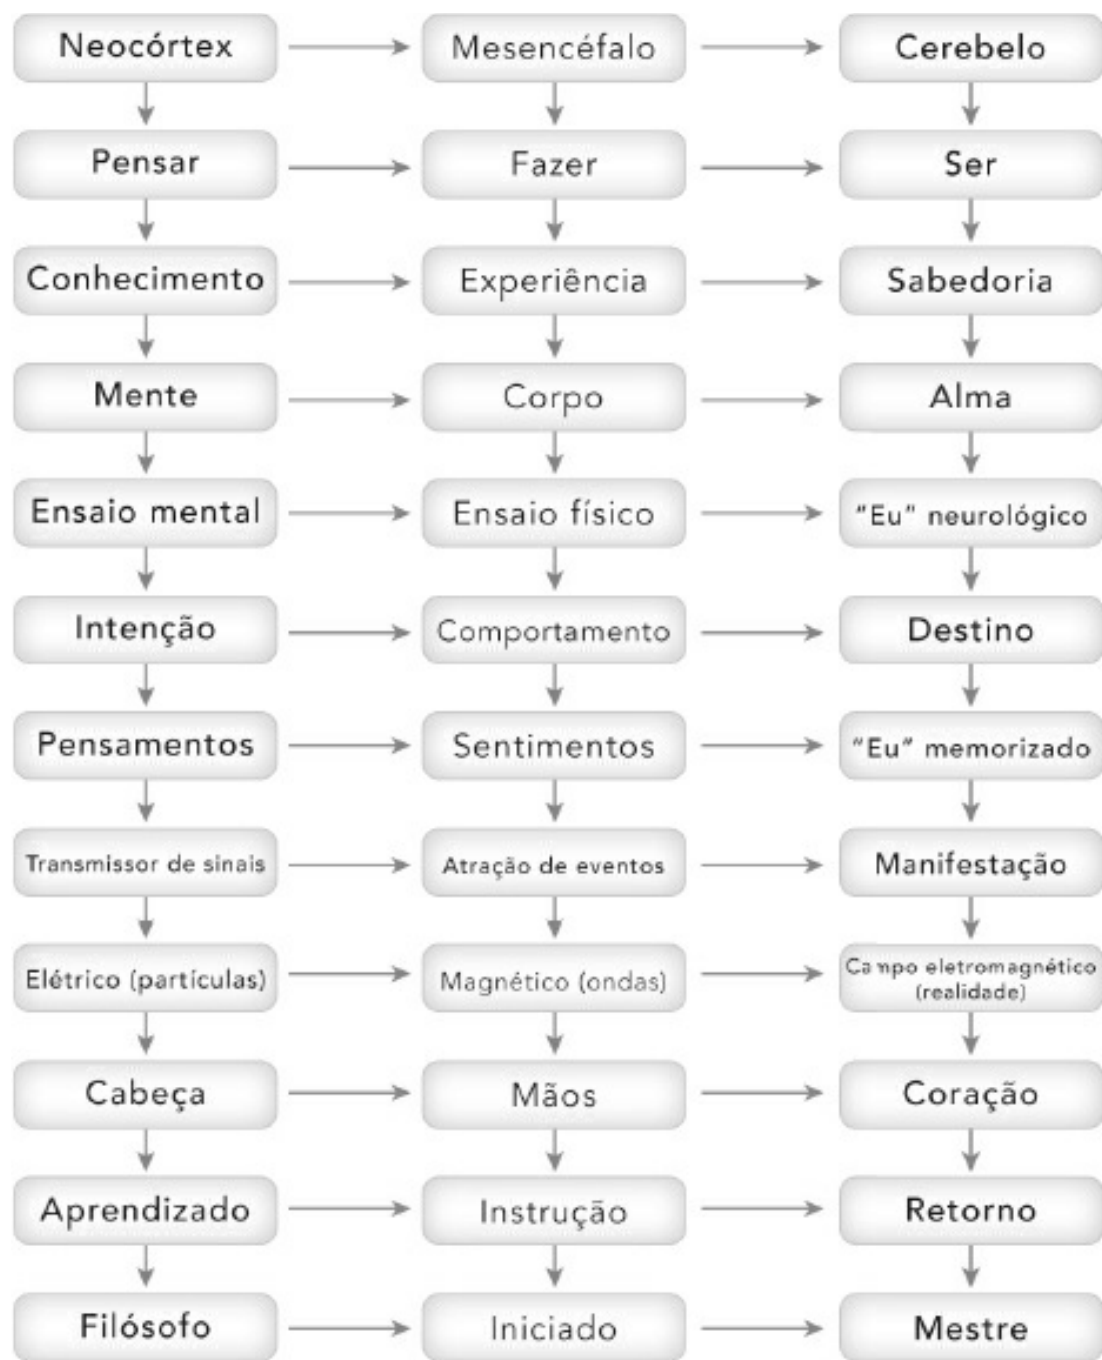 Neocórtex
Mesencéfalo
Cerebelo
Pensar
Fazer
Ser
Conhecimento
Experiência
Sabedoria
Mente
Corpo
Alma
Ensaio mental
Ensaio físico
"Eu" neurológico
Intenção
Comportamento
Destino
Pensamentos
Sentimentos
"Eu" memorizado
Transmissor de sinais
Atração de eventos
Manifestação
Elétrico (partículas)
Magnético (ondas)
Campo eletromagnético
(realidade)
Cabeça
Mãos
Coração
Aprendizado
Instrução
Retorno
Filósofo
Iniciado
Mestre